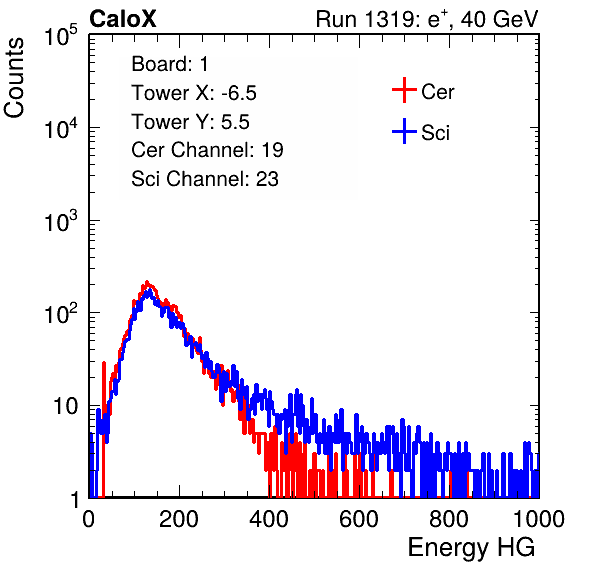 CaloX Run 1319: e⁺, 40 GeV
Board: 1
Tower X: -6.5
Tower Y: 5.5
Cer Channel: 19
Sci Channel: 23
Cer
Sci
Counts
10⁵
10⁴
10³
10²
10
1
0 200 400 600 800 1000
Energy HG